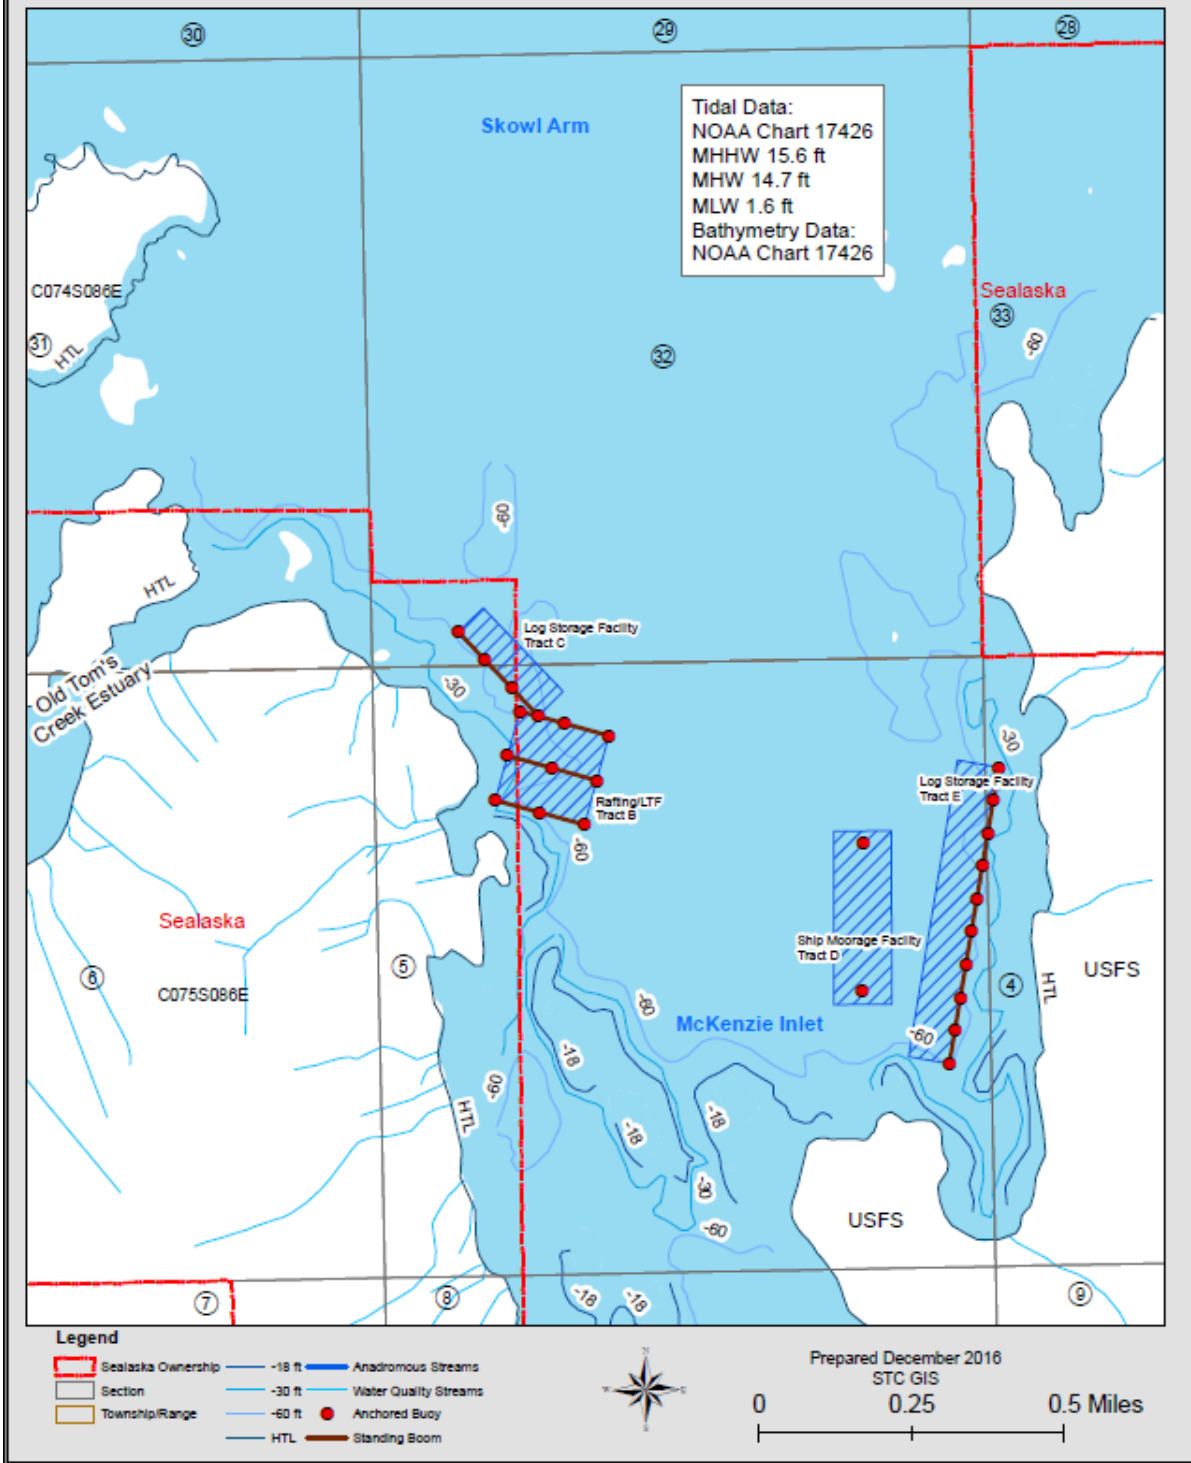 30
29
28
Skowl Arm
Tidal Data:
NOAA Chart 17426
MHHW 15.6 ft
MHW 14.7 ft
MLW 1.6 ft
Bathymetry Data:
NOAA Chart 17426
C074S086E
Sealaska
33
31
HTL
32
-60
-60
HTL
Log Storage Facility
Tract C
Old Tom's
Creek Estuary
-30
-30
Log Storage Facility
Tract E
Rafting/LTF
Tract B
-60
Sealaska
Ship Moorage Facility
Tract D
6
5
4
HTL
USFS
C075S086E
-60
McKenzie Inlet
-60
-18
-60
HTL
-18
-18
-30
-60
USFS
7
8
-18
-18
9
Legend
Sealaska Ownership
Section
Township/Range
-18 ft
-30 ft
-60 ft
HTL
Anadromous Streams
Water Quality Streams
Anchored Buoy
Standing Boom
N
W
E
S
Prepared December 2016
STC GIS
0 0.25 0.5 Miles